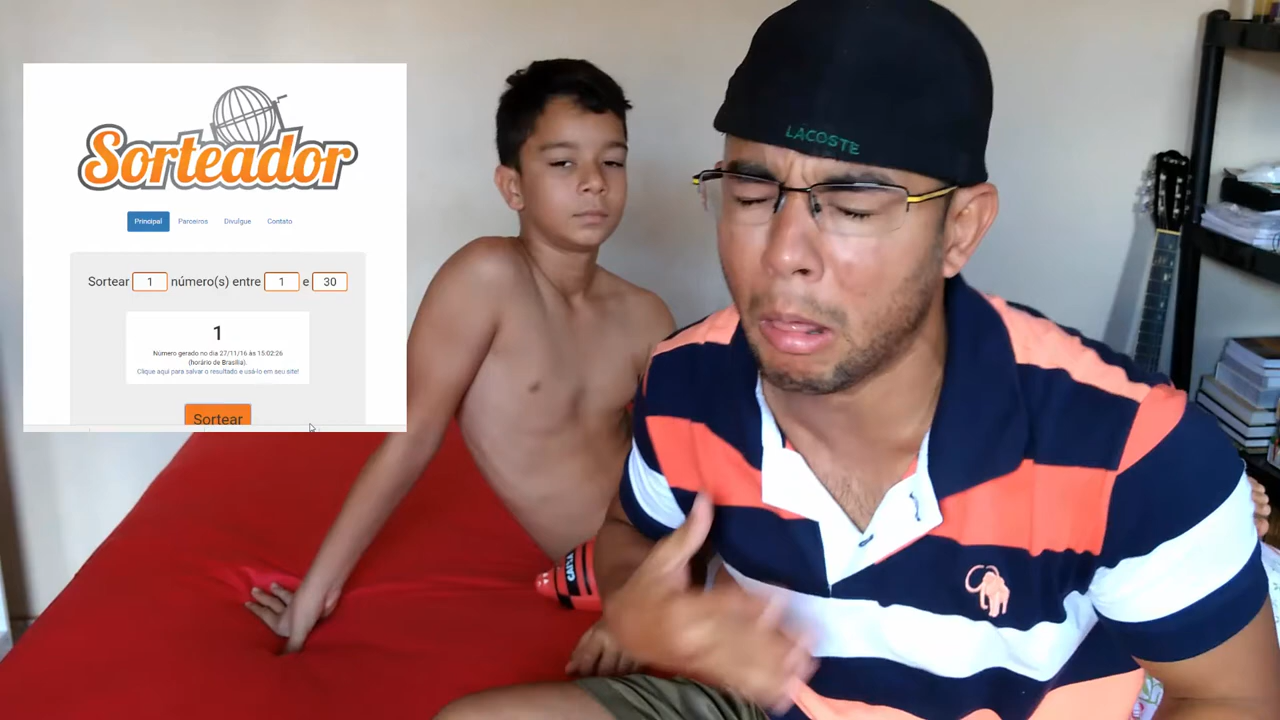 Sorteador
Principal Parceiros Divulgue Contato
Sortear 1 número(s) entre 1 e 30
1
Número gerado no dia 27/11/16 às 15:02:26
(horário de Brasília).
Clique aqui para salvar o resultado e usá-lo em seu site!
Sortear
LACOSTE